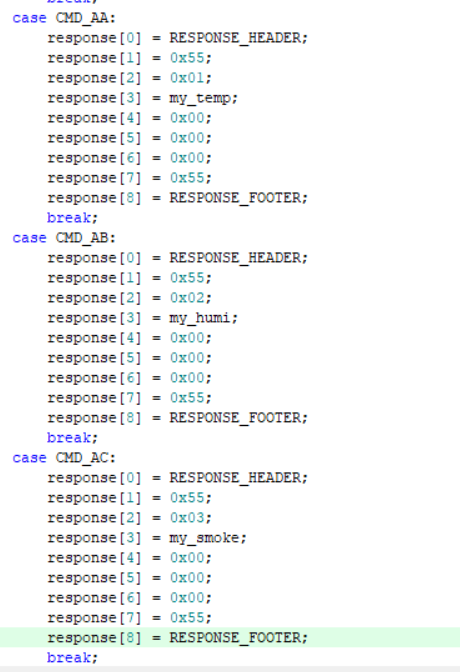 break;
case CMD_AA:
response[0] = RESPONSE_HEADER;
response[1] = 0x55;
response[2] = 0x01;
response[3] = my_temp;
response[4] = 0x00;
response[5] = 0x00;
response[6] = 0x00;
response[7] = 0x55;
response[8] = RESPONSE_FOOTER;
break;
case CMD_AB:
response[0] = RESPONSE_HEADER;
response[1] = 0x55;
response[2] = 0x02;
response[3] = my_humi;
response[4] = 0x00;
response[5] = 0x00;
response[6] = 0x00;
response[7] = 0x55;
response[8] = RESPONSE_FOOTER;
break;
case CMD_AC:
response[0] = RESPONSE_HEADER;
response[1] = 0x55;
response[2] = 0x03;
response[3] = my_smoke;
response[4] = 0x00;
response[5] = 0x00;
response[6] = 0x00;
response[7] = 0x55;
response[8] = RESPONSE_FOOTER;
break;